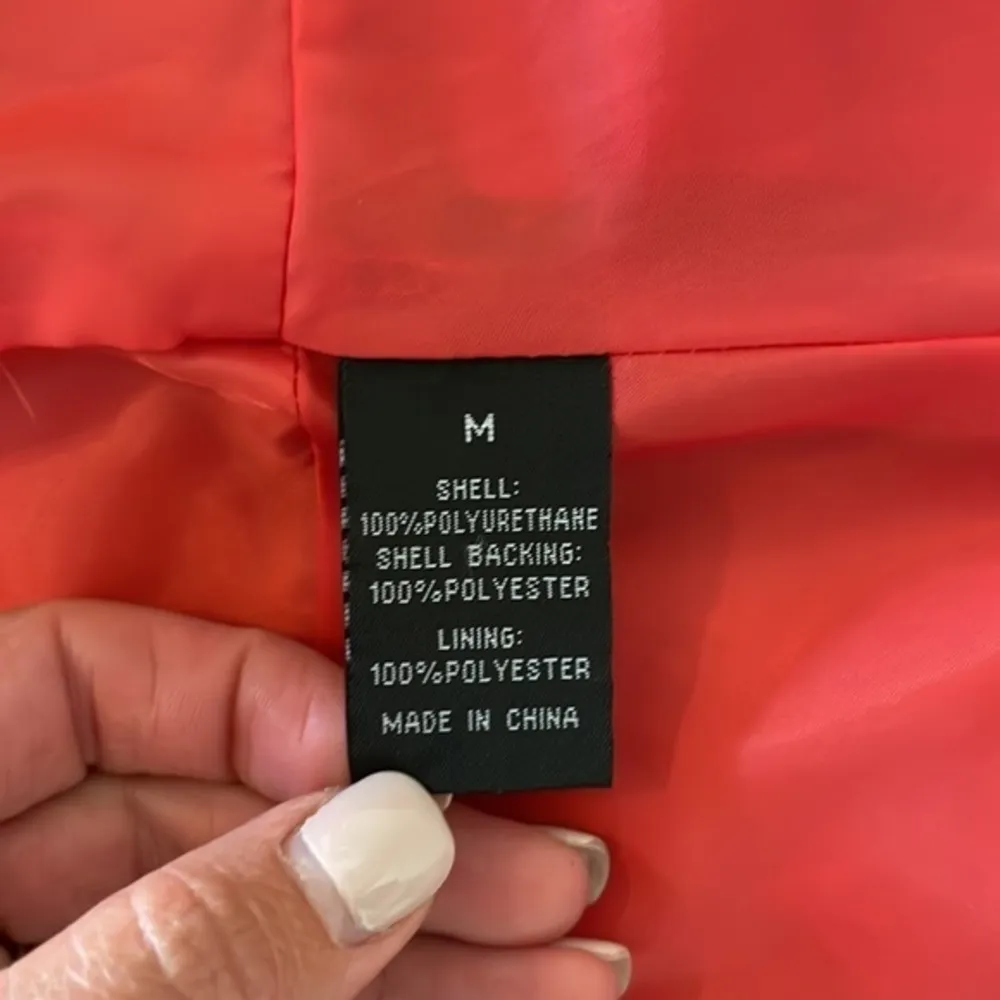 M
SHELL:
100%POLYURETHANE
SHELL BACKING:
100%POLYESTER
LINING:
100%POLYESTER
MADE IN CHINA